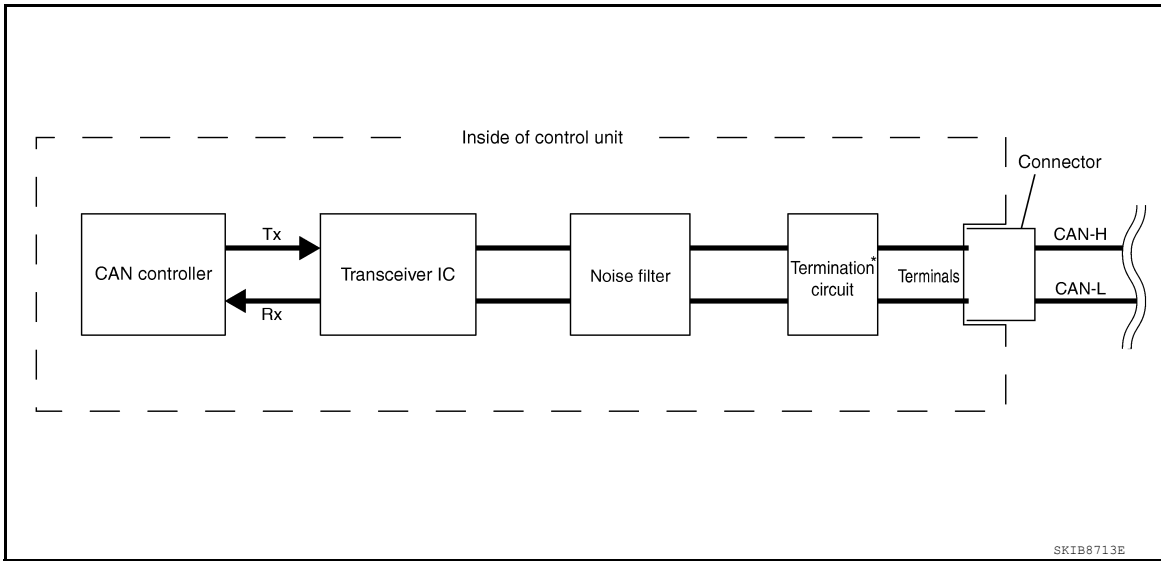 Inside of control unit
Connector
CAN controller
Tx
Rx
Transceiver IC
Noise filter
Termination*
circuit
Terminals
CAN-H
CAN-L
SKIB8713E